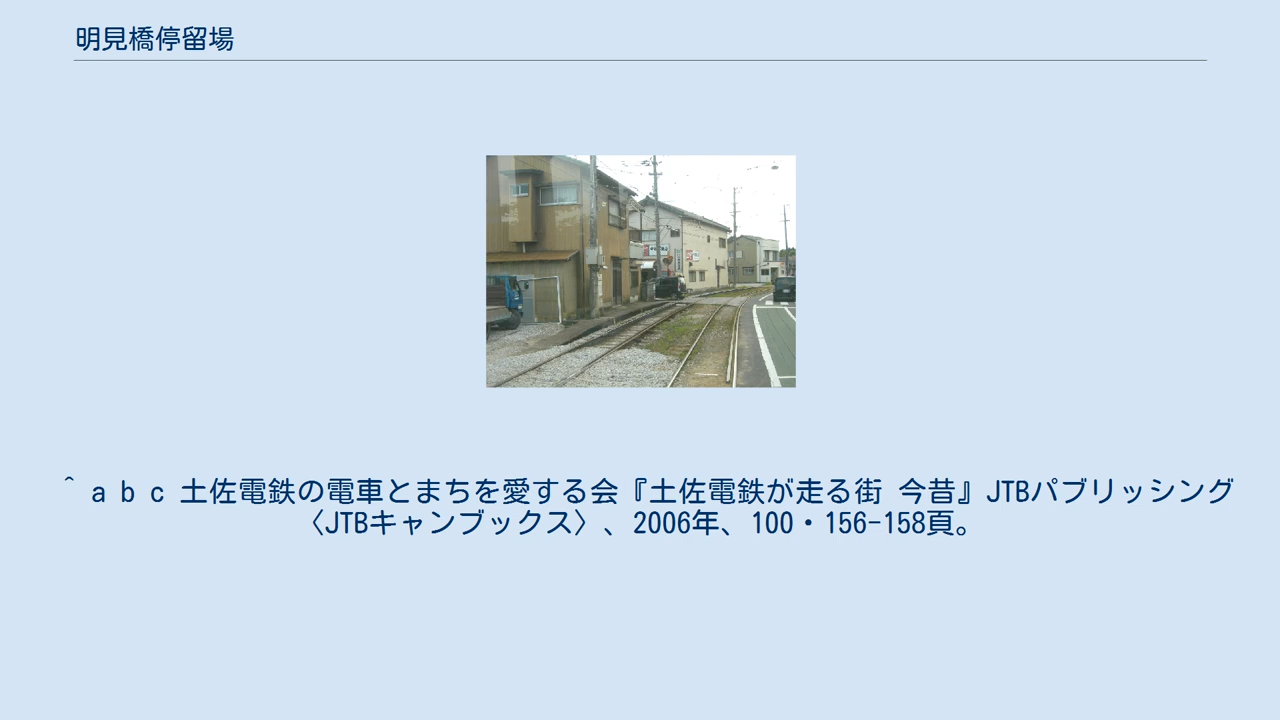 明見橋停留場
^ a b c 土佐電鉄の電車とまちを愛する会『土佐電鉄が走る街 今昔』JTBパブリッシング
〈JTBキャンブックス〉、2006年、100・156-158頁。